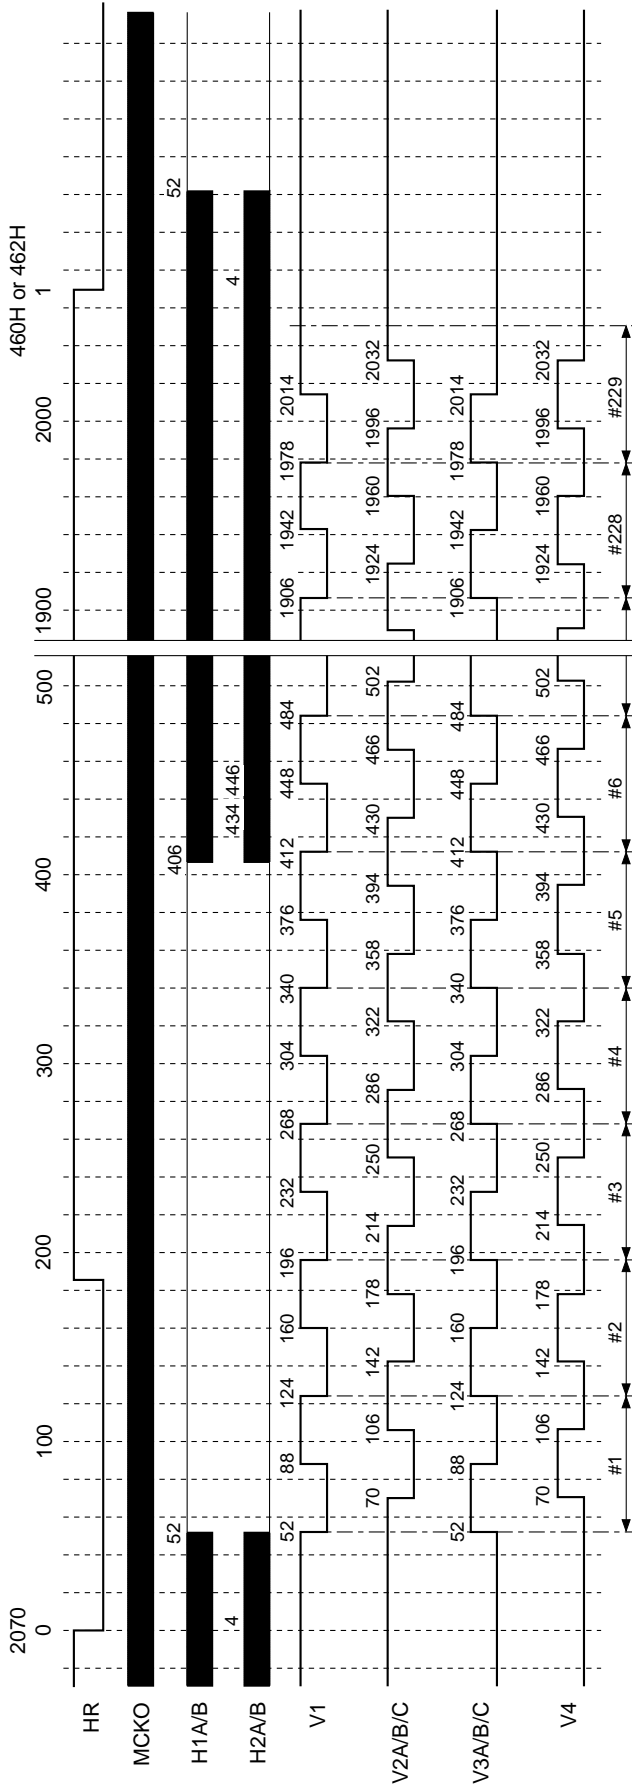 460H or 462H
2070
0 100 200 300 400 500 1900 2000 1
HR
MCKO
H1A/B 52 406 52
H2A/B 4 434 446 4
V1 52 88 124 160 196 232 268 304 340 376 412 448 484 1906 1942 1978 2014
V2A/B/C 70 106 142 178 214 250 286 322 358 394 430 466 502 1924 1960 1996 2032
V3A/B/C 52 88 124 160 196 232 268 304 340 376 412 448 484 1906 1942 1978 2014
V4 70 106 142 178 214 250 286 322 358 394 430 466 502 1924 1960 1996 2032
#1 #2 #3 #4 #5 #6 #228 #229